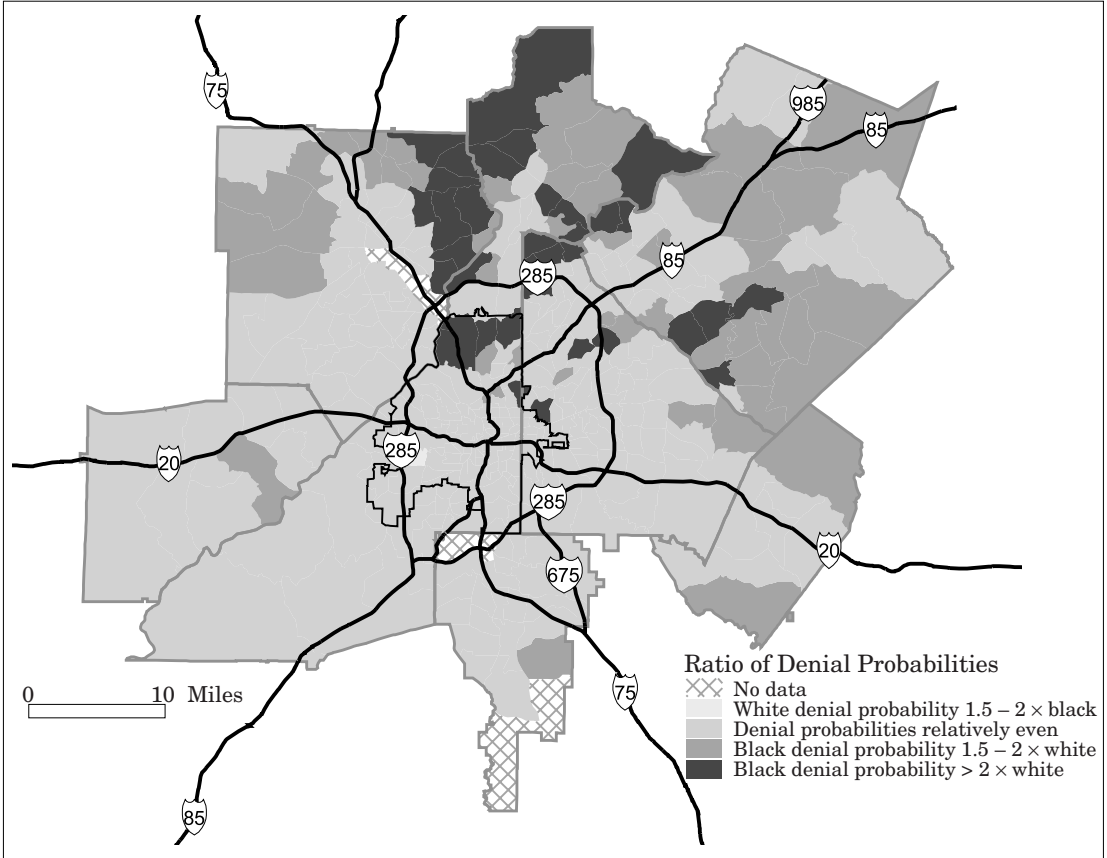 75
985
85
285
85
285
20
285
20
675
75
85
0 10 Miles
Ratio of Denial Probabilities
No data
White denial probability 1.5 – 2 × black
Denial probabilities relatively even
Black denial probability 1.5 – 2 × white
Black denial probability > 2 × white